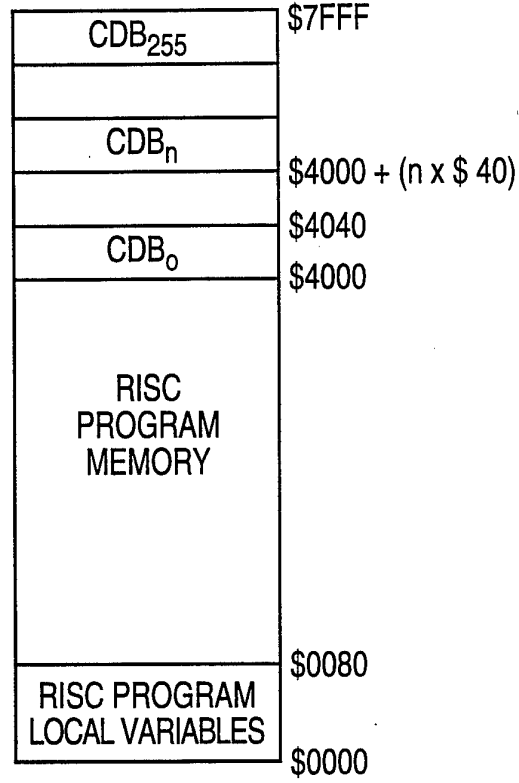 $7FFF
CDB255
CDBn
$4000 + (n x $ 40)
$4040
CDBo
$4000
RISC
PROGRAM
MEMORY
$0080
RISC PROGRAM
LOCAL VARIABLES
$0000